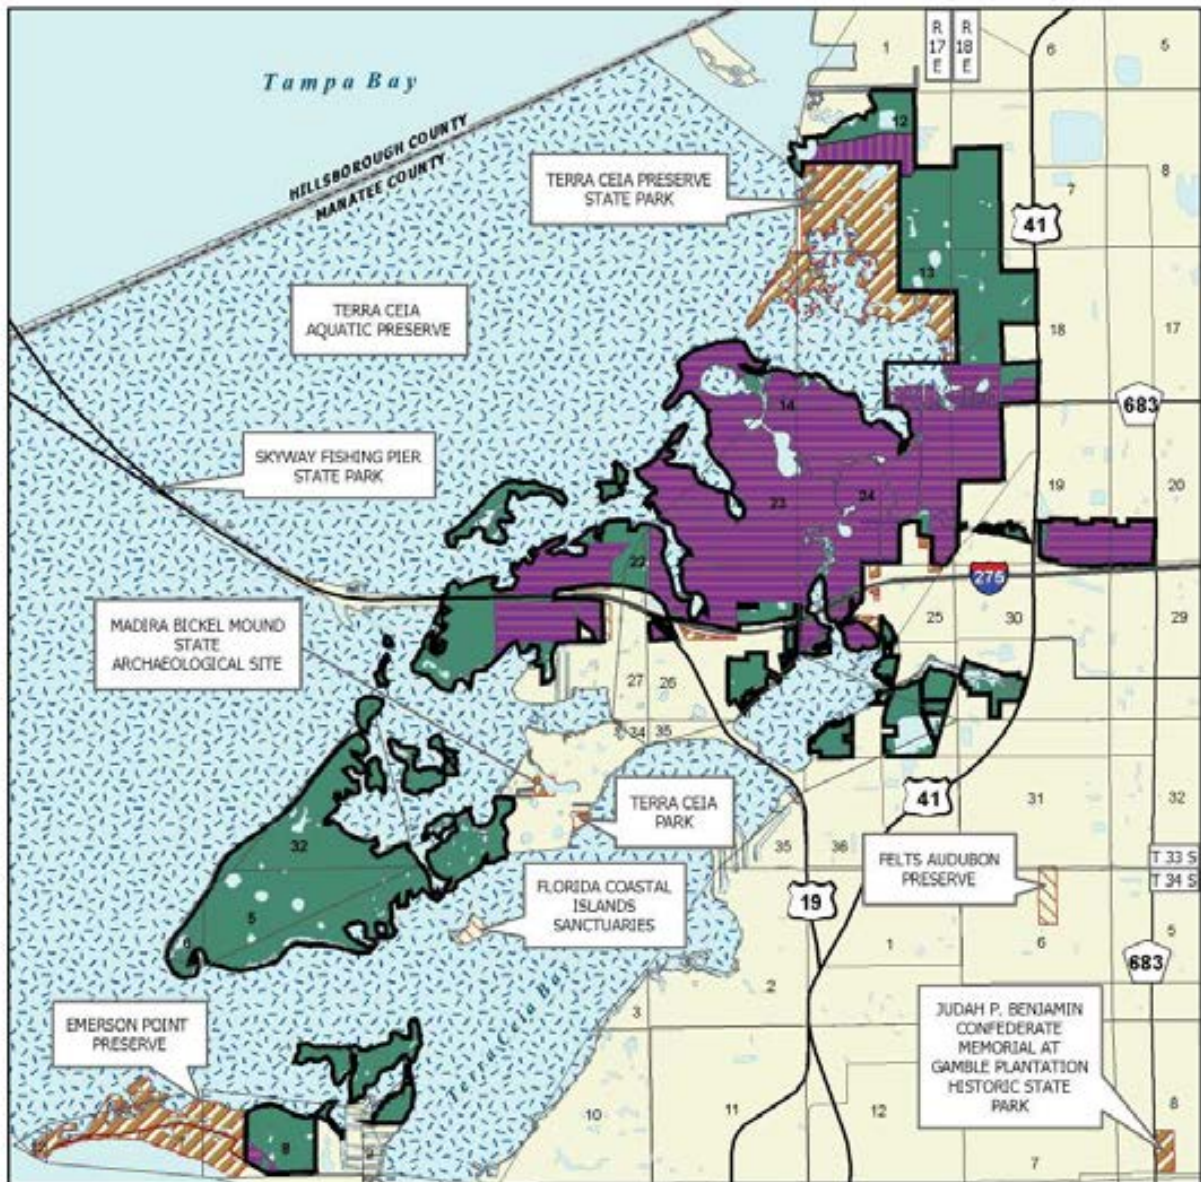 R
17
E
R
18
E
1
6
5
Tampa Bay
12
HILLSBOROUGH COUNTY
MANATEE COUNTY
TERRA CEIA PRESERVE
STATE PARK
7
8
41
13
TERRA CEIA
AQUATIC PRESERVE
18
17
14
683
SKYWAY FISHING PIER
STATE PARK
23
24
19
20
22
275
MADIRA BICKEL MOUND
STATE
ARCHAEOLOGICAL SITE
25
30
29
27
26
34
35
41
31
32
TERRA CEIA
PARK
32
35
36
FELTS AUDUBON
PRESERVE
T 33 S
T 34 S
FLORIDA COASTAL
ISLANDS
SANCTUARIES
19
5
6
1
6
5
683
2
EMERSON POINT
PRESERVE
3
JUDAH P. BENJAMIN
CONFEDERATE
MEMORIAL AT
GAMBLE PLANTATION
HISTORIC STATE
PARK
Terra Ceia Bay
10
11
12
8
8
9
7